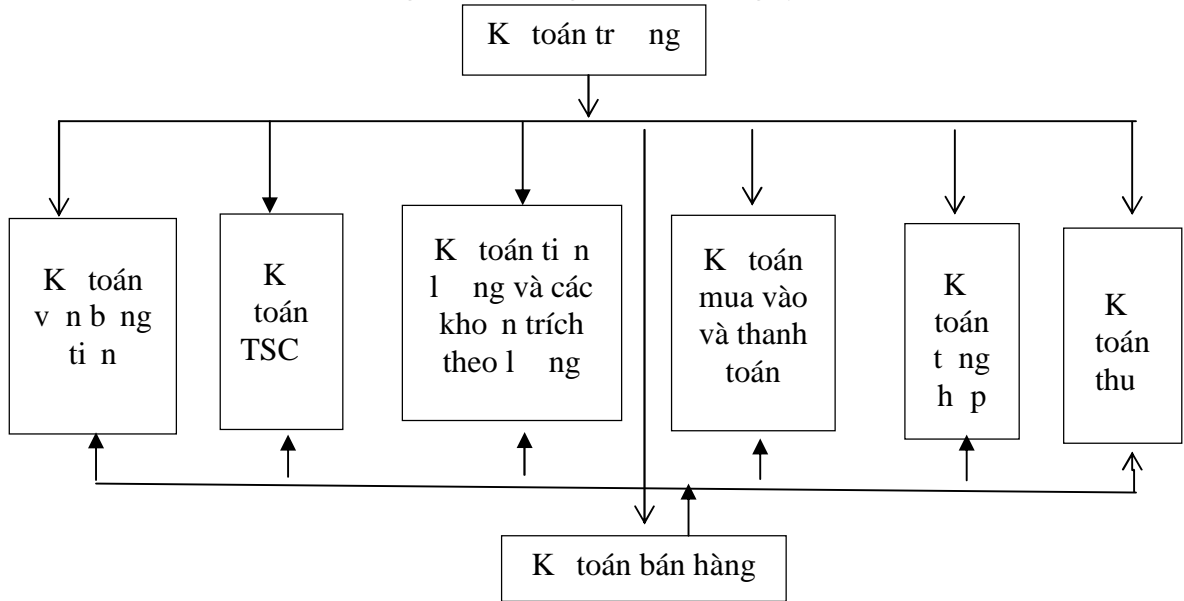 K toán tr ng
K toán
v n b ng
ti n
K
toán
TSC
K toán ti n
l ng và các
kho n trích
theo l ng
K toán
mua vào
và thanh
toán
K
toán
t ng
h p
K
toán
thu
K toán bán hàng